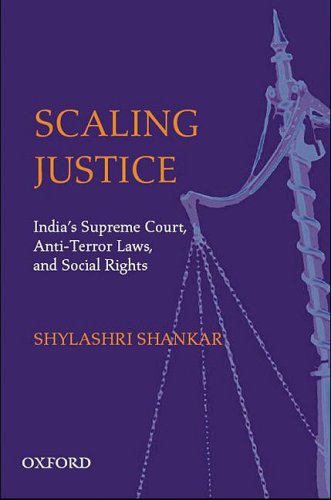 SCALING
JUSTICE
India's Supreme Court,
Anti-Terror Laws,
and Social Rights
SHYLASHRI SHANKAR
OXFORD